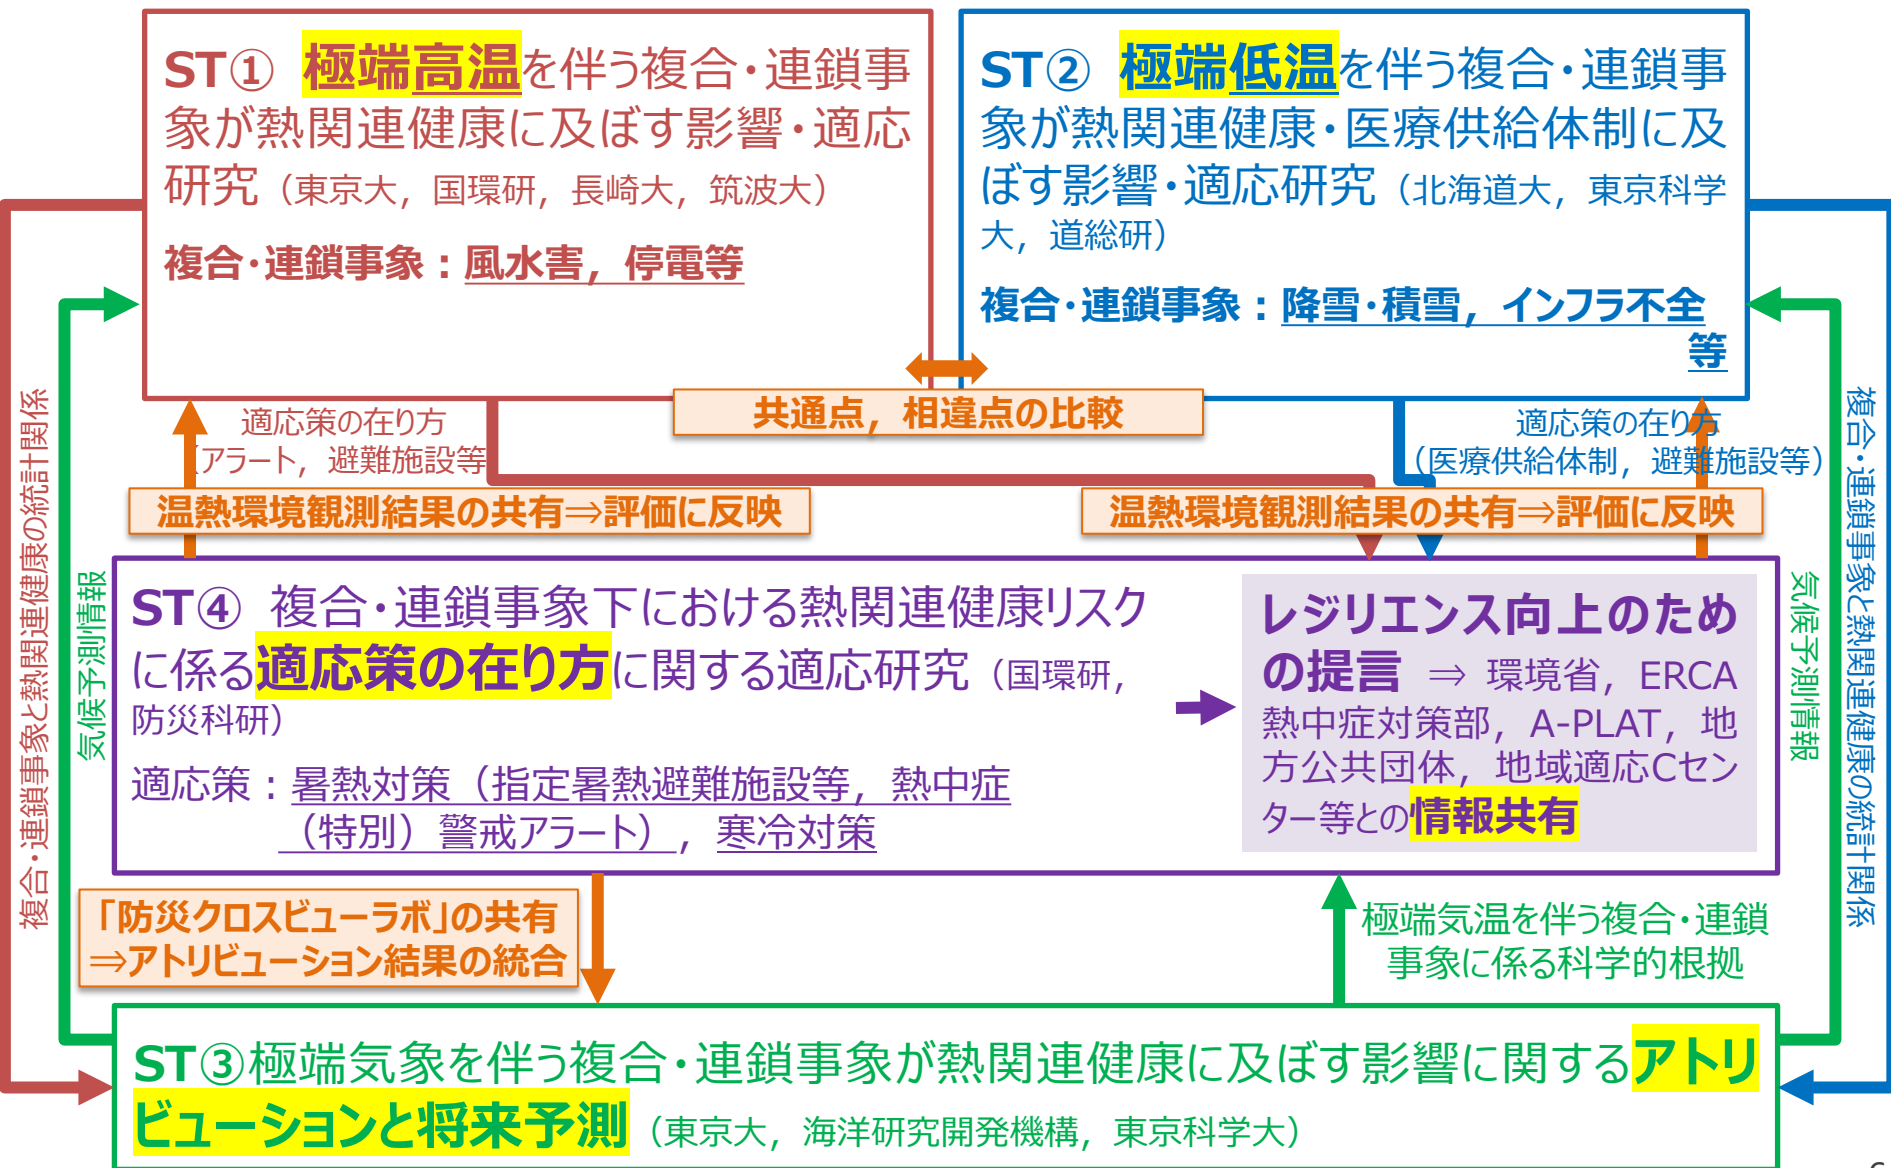 ST① 極端高温を伴う複合・連鎖事
象が熱関連健康に及ぼす影響・適応
研究（東京大，国環研，長崎大，筑波大）
複合・連鎖事象：風水害，停電等
ST② 極端低温を伴う複合・連鎖事
象が熱関連健康・医療供給体制に及
ぼす影響・適応研究（北海道大，東京科学
大，道総研）
複合・連鎖事象：降雪・積雪，インフラ不全
等
共通点，相違点の比較
適応策の在り方
（アラート，避難施設等
適応策の在り方
（医療供給体制，避難施設等）
温熱環境観測結果の共有⇒評価に反映
温熱環境観測結果の共有⇒評価に反映
複合・連鎖事象と熱関連健康の統計関係
気候予測情報
気候予測情報
複合・連鎖事象と熱関連健康の統計関係
ST④ 複合・連鎖事象下における熱関連健康リスク
に係る適応策の在り方に関する適応研究（国環研，
防災科研）
適応策：暑熱対策（指定暑熱避難施設等，熱中症
（特別）警戒アラート），寒冷対策
レジリエンス向上のため
の提言 ⇒ 環境省，ERCA
熱中症対策部，A-PLAT，地
方公共団体，地域適応Cセン
ター等との情報共有
「防災クロスビューラボ」の共有
⇒アトリビューション結果の統合
極端気温を伴う複合・連鎖
事象に係る科学的根拠
ST③極端気象を伴う複合・連鎖事象が熱関連健康に及ぼす影響に関するアトリ
ビューションと将来予測（東京大，海洋研究開発機構，東京科学大）